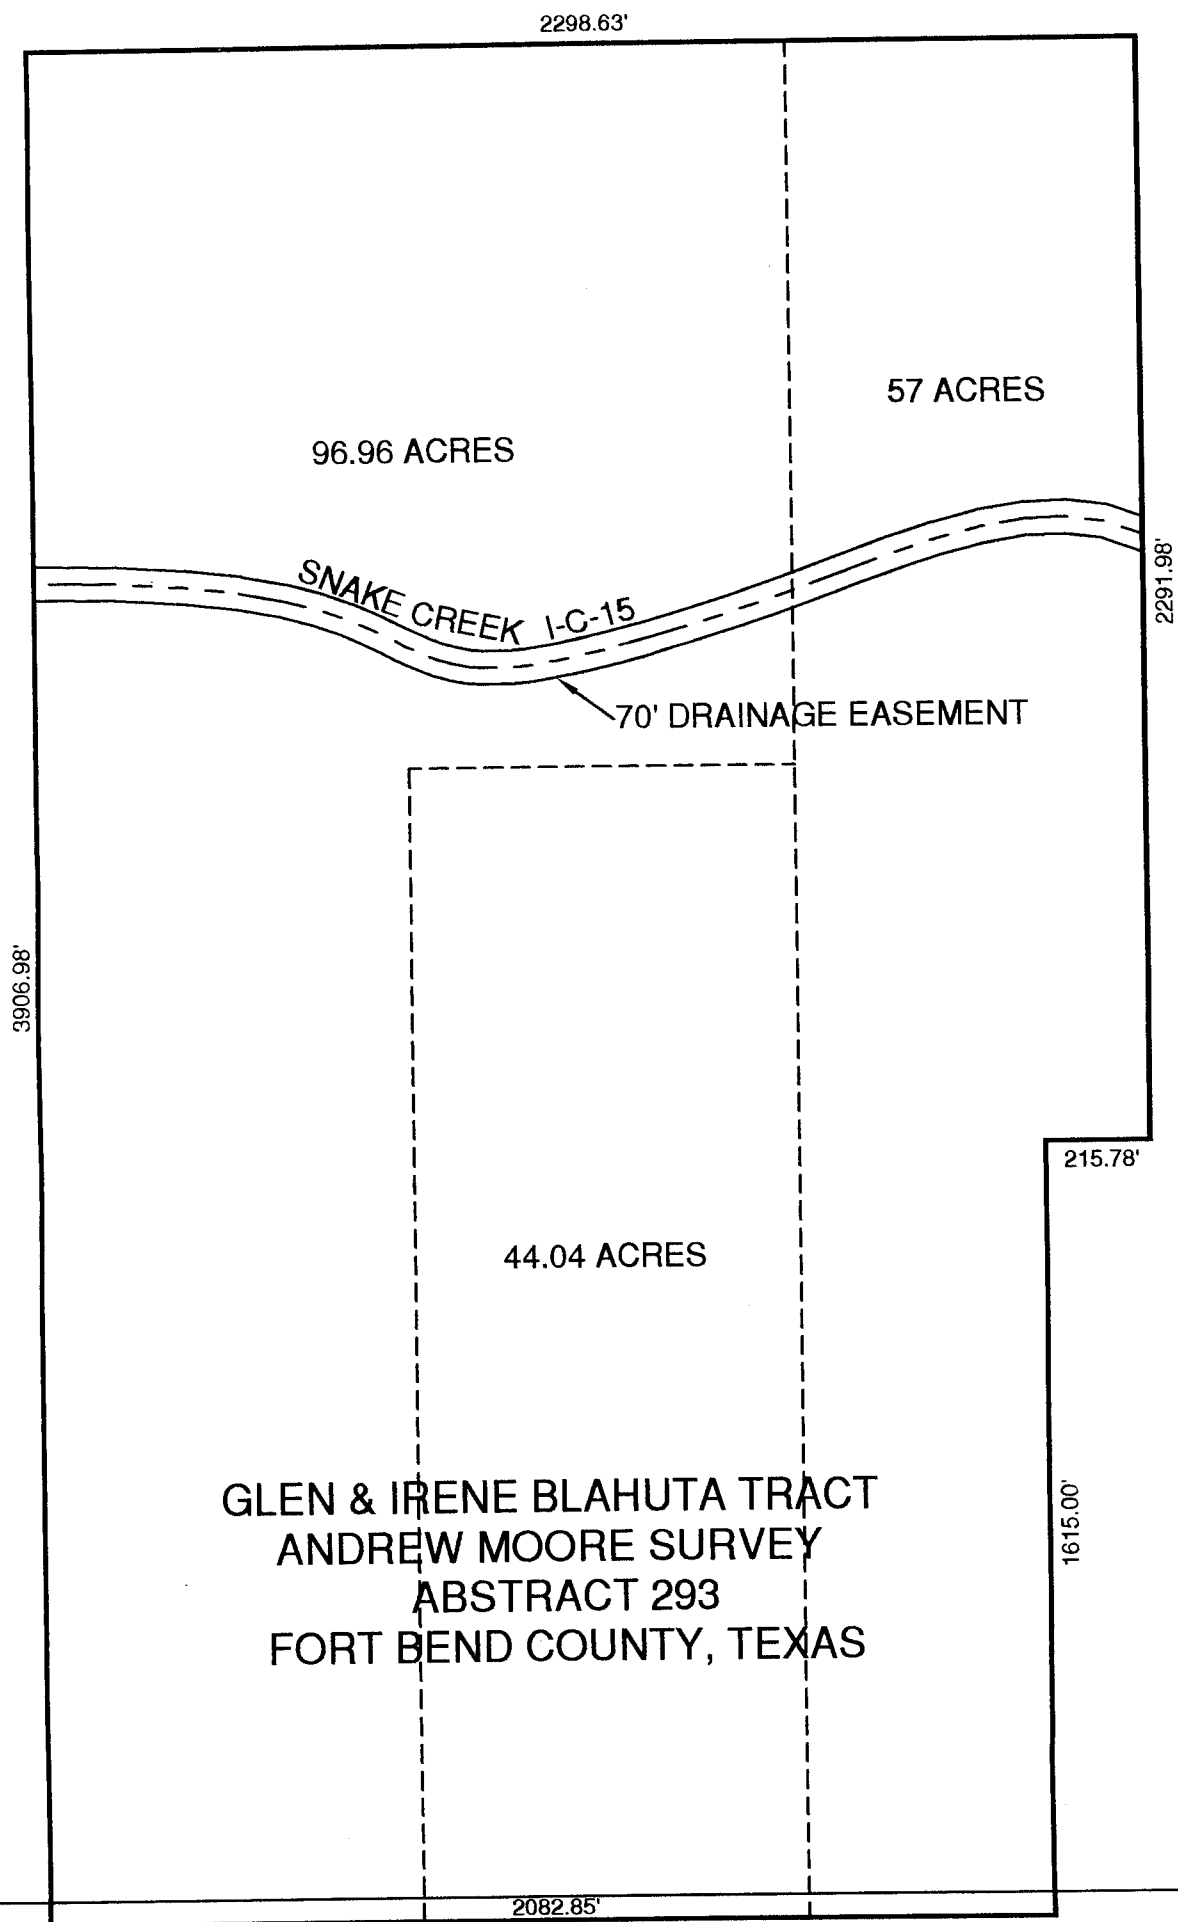 2298.63'
57 ACRES
96.96 ACRES
SNAKE CREEK I-C-15
2291.98'
70' DRAINAGE EASEMENT
3906.98'
215.78'
44.04 ACRES
GLEN & IRENE BLAHUTA TRACT
ANDREW MOORE SURVEY
ABSTRACT 293
FORT BEND COUNTY, TEXAS
1615.00'
2082.85'